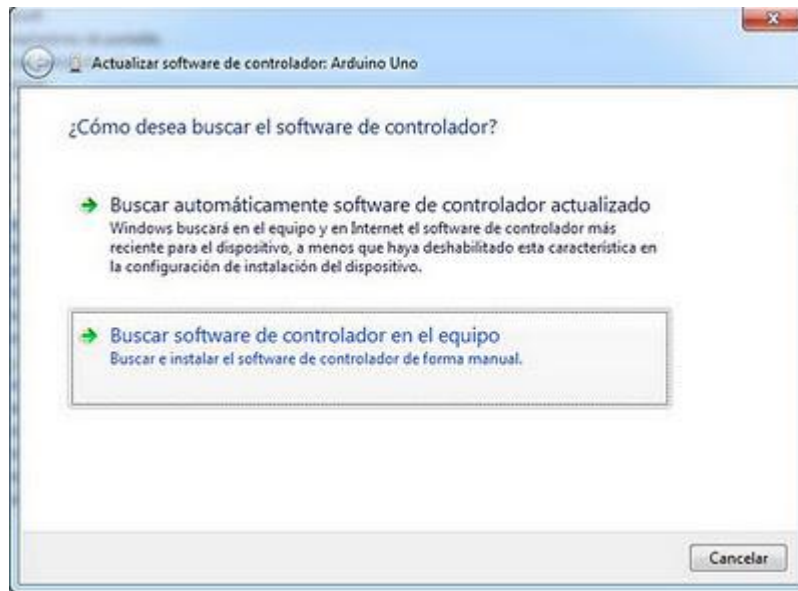 Actualizar software de controlador: Arduino Uno
¿Cómo desea buscar el software de controlador?
Buscar automáticamente software de controlador actualizado
Windows buscará en el equipo y en Internet el software de controlador más
reciente para el dispositivo, a menos que haya deshabilitado esta característica en
la configuración de instalación del dispositivo.
Buscar software de controlador en el equipo
Buscar e instalar el software de controlador de forma manual.
Cancelar